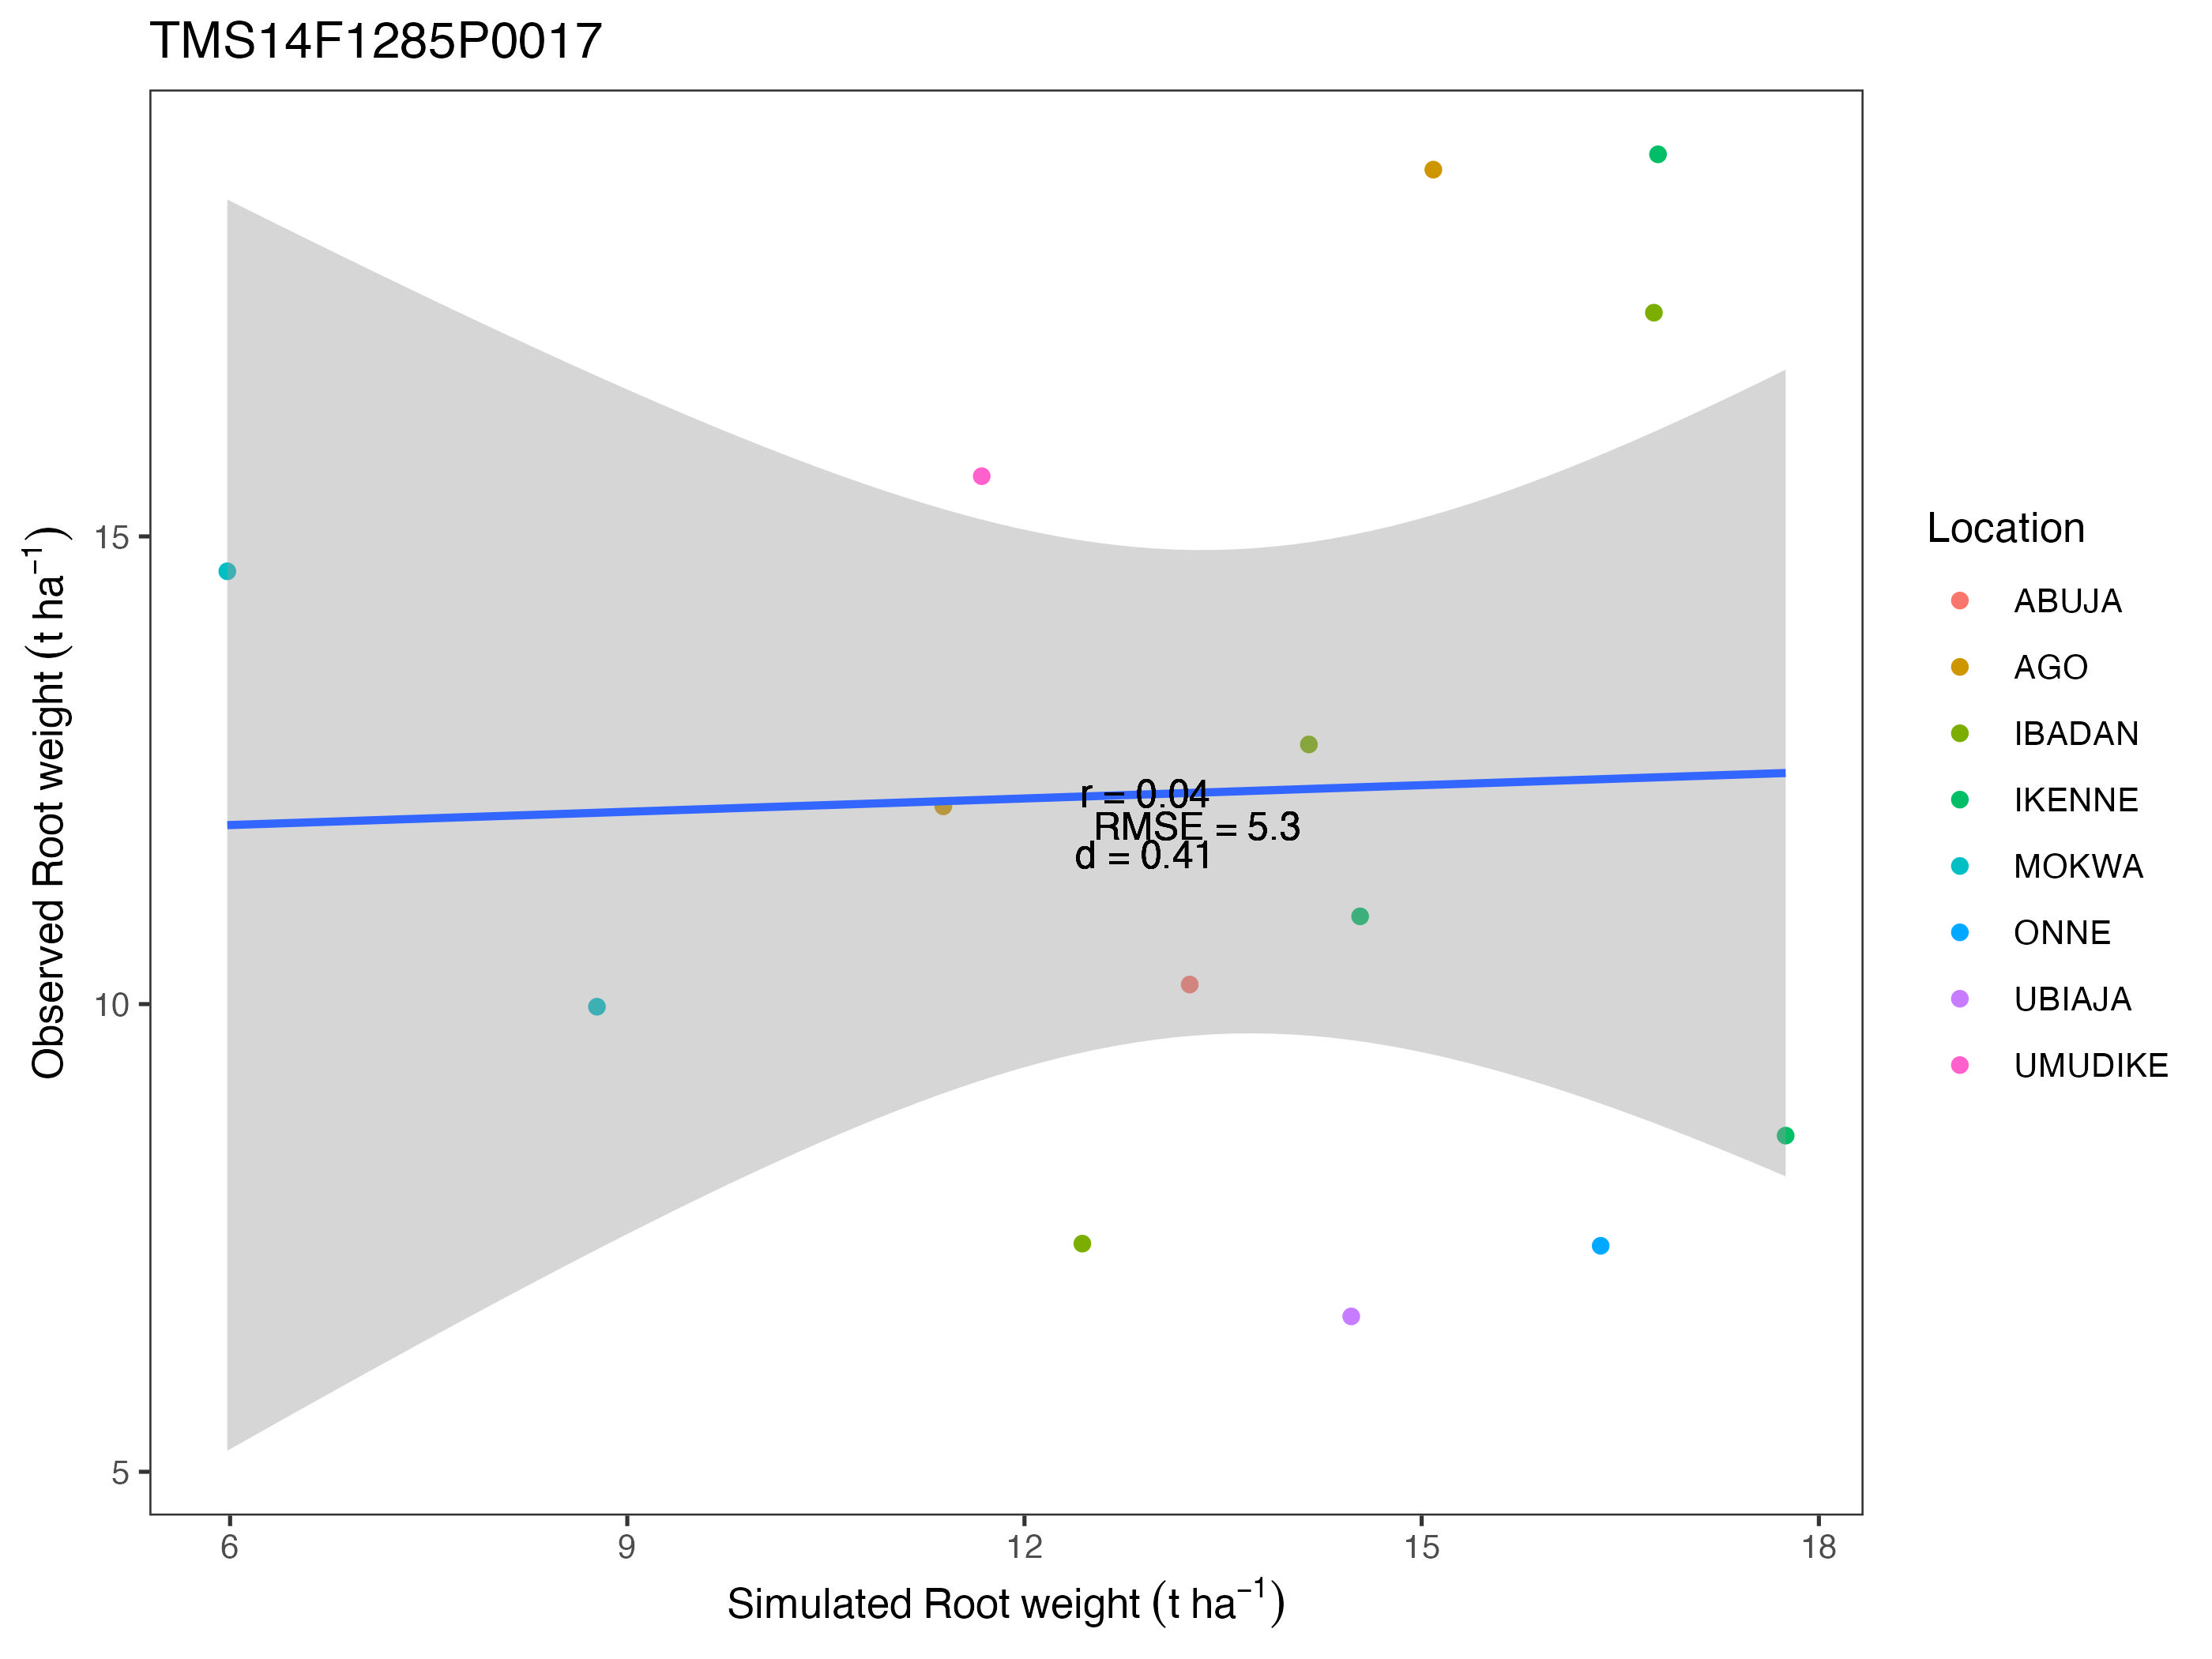 TMS14F1285P0017
Observed Root weight (t ha⁻¹)
15
10
5
r = 0.04
RMSE = 5.3
d = 0.41
6 9 12 15 18
Simulated Root weight (t ha⁻¹)
Location
ABUJA
AGO
IBADAN
IKENNE
MOKWA
ONNE
UBIAJA
UMUDIKE